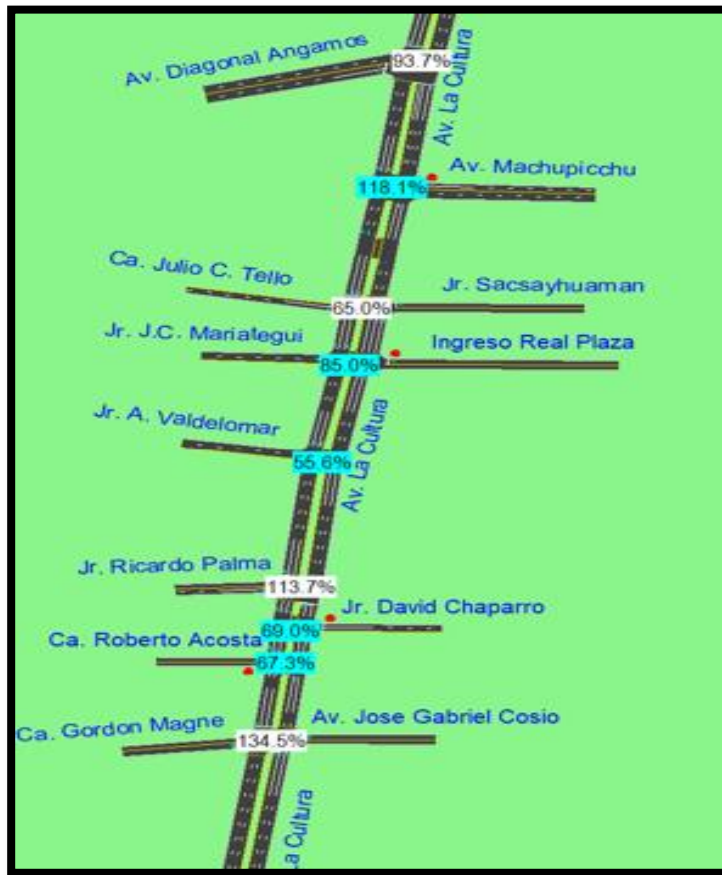 Av. Diagonal Angamos
93.7%
Av. La Cultura
Av. Machupicchu
118.1%
Ca. Julio C. Tello
Jr. Sacsayhuaman
65.0%
Jr. J.C. Mariategui
Ingreso Real Plaza
85.0%
Jr. A. Valdelomar
55.6%
Av. La Cultura
Jr. Ricardo Palma
113.7%
Jr. David Chaparro
69.0%
Ca. Roberto Acosta
67.3%
Ca. Gordon Magne
Av. Jose Gabriel Cosio
134.5%
La Cultura